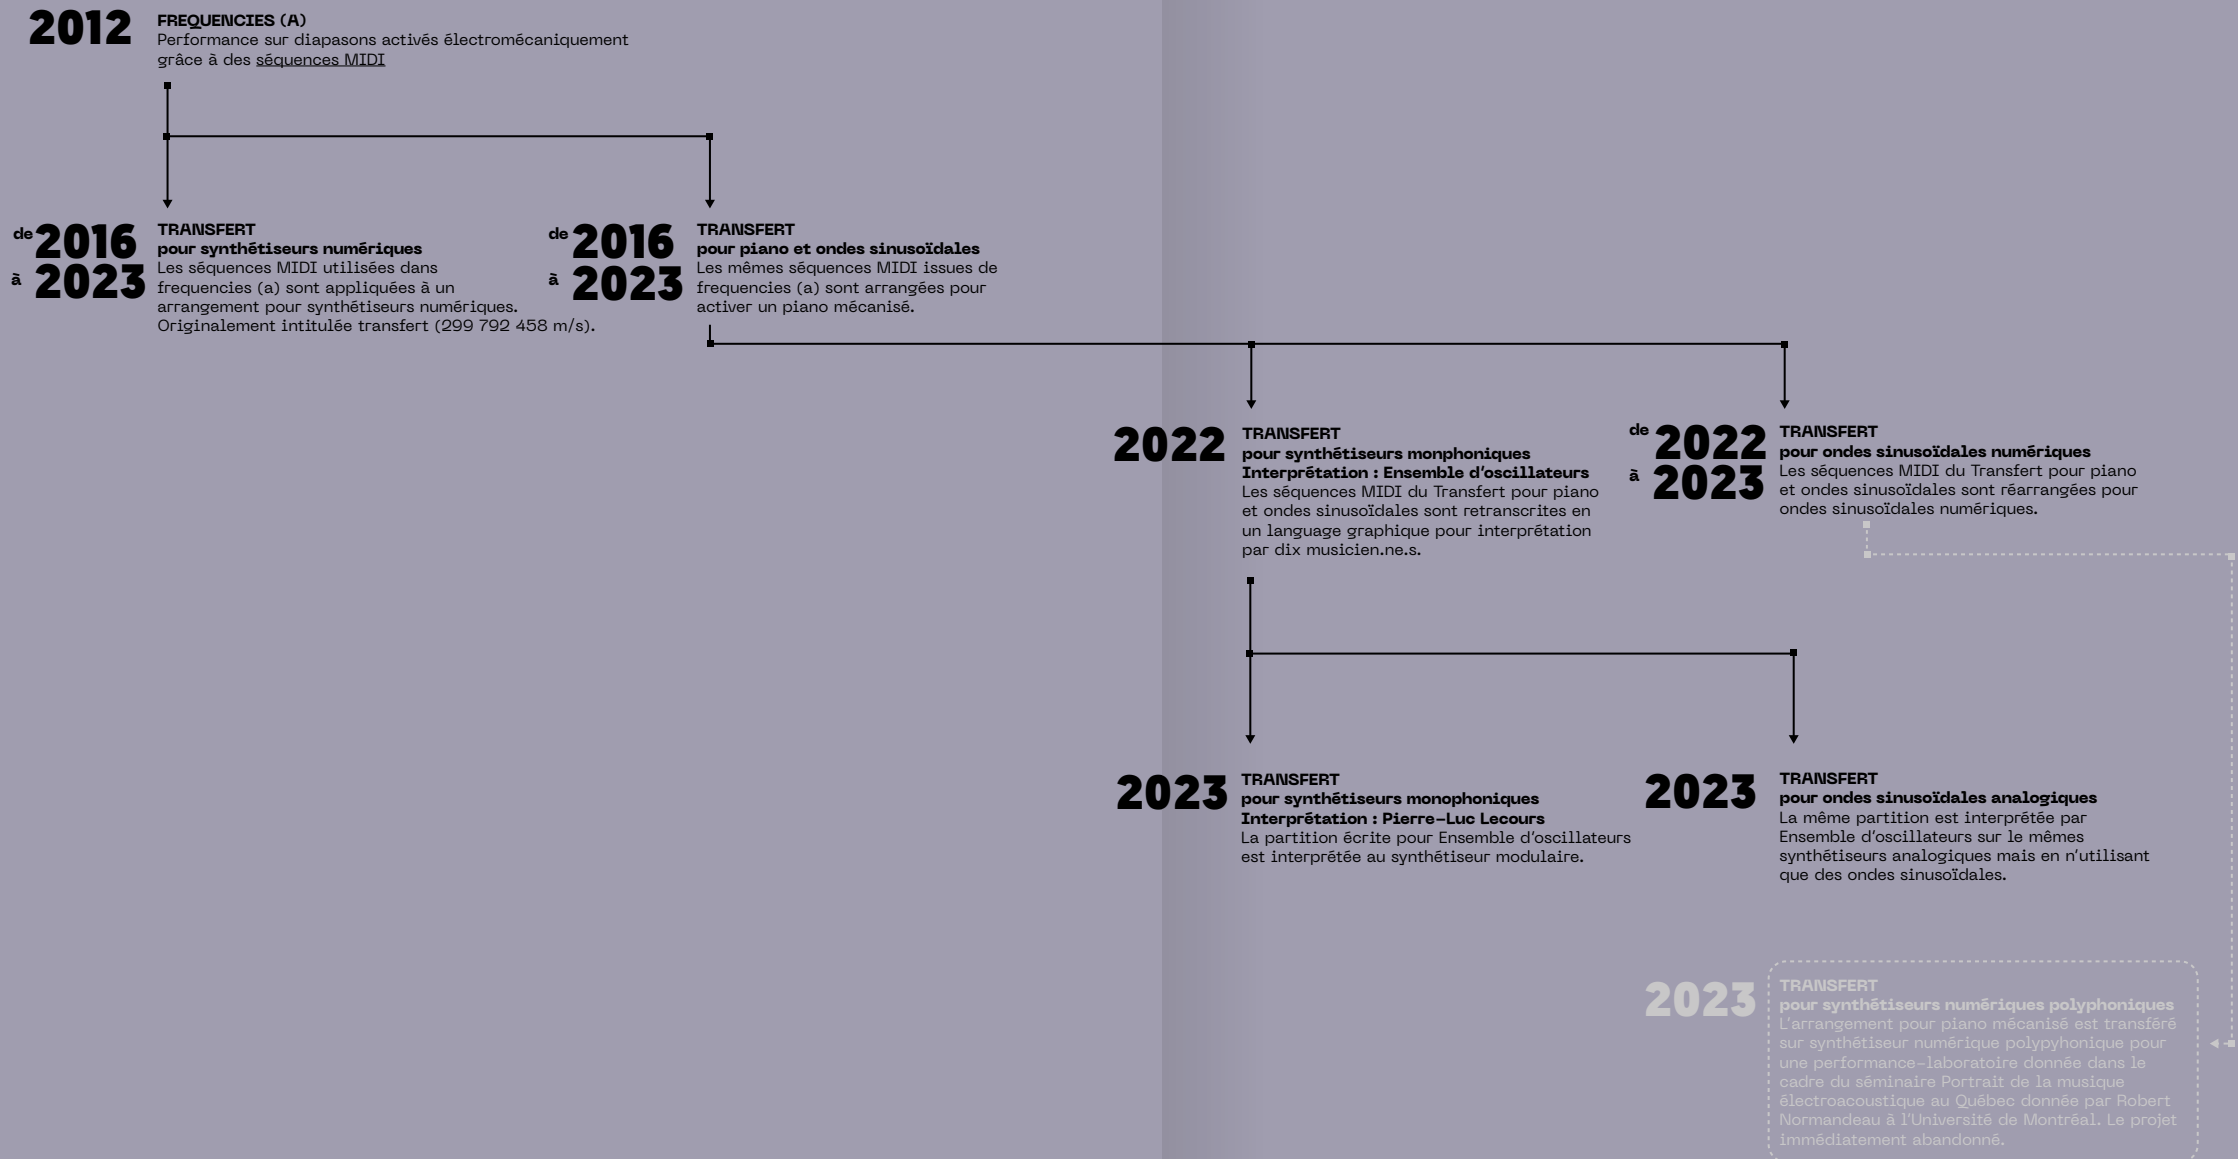 2012
FREQUENCIES (A)
Performance sur diapasons activés électromécaniquement
grâce à des séquences MIDI
de 2016
à 2023
TRANSFERT
pour synthétiseurs numériques
Les séquences MIDI utilisées dans
frequencies (a) sont appliquées à un
arrangement pour synthétiseurs numériques.
Originalement intitulée transfert (299 792 458 m/s).
de 2016
à 2023
TRANSFERT
pour piano et ondes sinusoïdales
Les mêmes séquences MIDI issues de
frequencies (a) sont arrangées pour
activer un piano mécanisé.
2022
TRANSFERT
pour synthétiseurs monphoniques
Interprétation : Ensemble d'oscillateurs
Les séquences MIDI du Transfert pour piano
et ondes sinusoïdales sont retranscrites en
un language graphique pour interprétation
par dix musicien.ne.s.
de 2022
à 2023
TRANSFERT
pour ondes sinusoïdales numériques
Les séquences MIDI du Transfert pour piano
et ondes sinusoïdales sont réarrangées pour
ondes sinusoïdales numériques.
2023
TRANSFERT
pour synthétiseurs monophoniques
Interprétation : Pierre-Luc Lecours
La partition écrite pour Ensemble d'oscillateurs
est interprétée au synthétiseur modulaire.
2023
TRANSFERT
pour ondes sinusoïdales analogiques
La même partition est interprétée par
Ensemble d'oscillateurs sur le mêmes
synthétiseurs analogiques mais en n'utilisant
que des ondes sinusoïdales.
2023
TRANSFERT
pour synthétiseurs numériques polyphoniques
L'arrangement pour piano mécanisé est transféré
sur synthétiseur numérique polypyhonique pour
une performance-laboratoire donnée dans le
cadre du séminaire Portrait de la musique
électroacoustique au Québec donnée par Robert
Normandeau à l'Université de Montréal. Le projet
immédiatement abandonné.